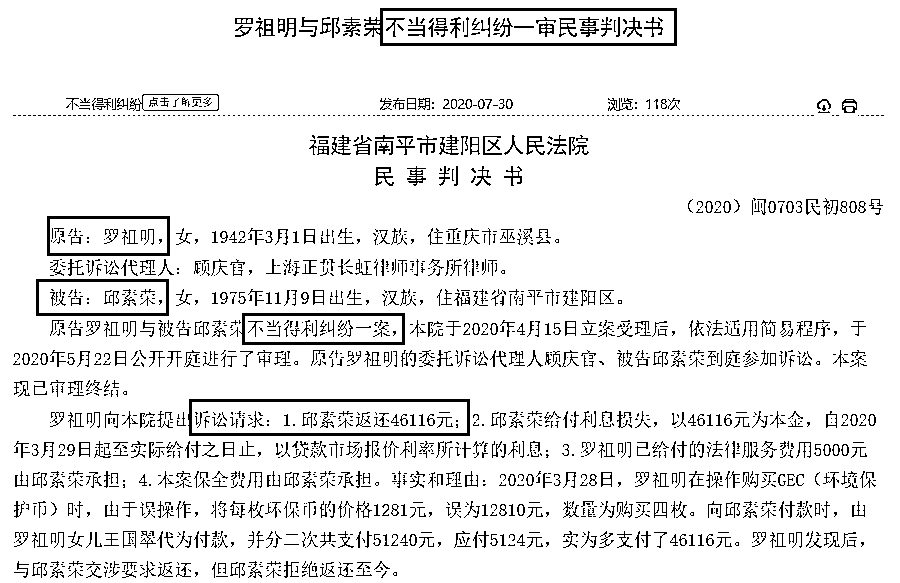 罗祖明与邱素荣不当得利纠纷一审民事判决书
不当得利纠纷 点击了解更多 发布日期：2020-07-30 浏览：118次
福建省南平市建阳区人民法院
民 事 判 决 书
（2020）闽0703民初808号
原告：罗祖明，女，1942年3月1日出生，汉族，住重庆市巫溪县。
委托诉讼代理人：顾庆官，上海正贯长虹律师事务所律师。
被告：邱素荣，女，1975年11月9日出生，汉族，住福建省南平市建阳区。
原告罗祖明与被告邱素荣不当得利纠纷一案，本院于2020年4月15日立案受理后，依法适用简易程序，于
2020年5月22日公开开庭进行了审理。原告罗祖明的委托诉讼代理人顾庆官、被告邱素荣到庭参加诉讼。本案
现已审理终结。
罗祖明向本院提出诉讼请求：1.邱素荣返还46116元；2.邱素荣给付利息损失，以46116元为本金，自2020
年3月29日起至实际给付之日止，以贷款市场报价利率所计算的利息；3.罗祖明已给付的法律服务费用5000元
由邱素荣承担；4.本案保全费用由邱素荣承担。事实和理由：2020年3月28日，罗祖明在操作购买GEC（环境保
护币）时，由于误操作，将每枚环保币的价格1281元，误为12810元，数量为购买四枚。向邱素荣付款时，由
罗祖明女儿王国翠代为付款，并分二次共支付51240元，应付5124元，实为多支付了46116元。罗祖明发现后，
与邱素荣交涉要求返还，但邱素荣拒绝返还至今。